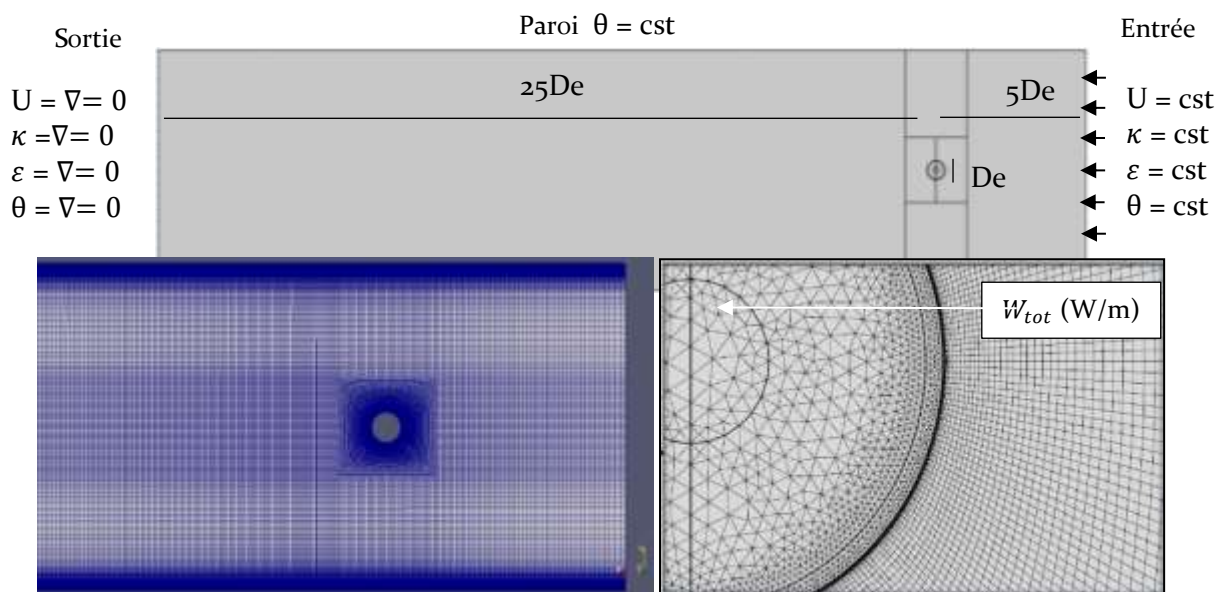 Paroi θ = cst
Sortie
Entrée
25De
5De
U = ∇= 0
κ =∇= 0
ε = ∇= 0
θ = ∇= 0
U = cst
κ = cst
ε = cst
θ = cst
De
W_tot (W/m)